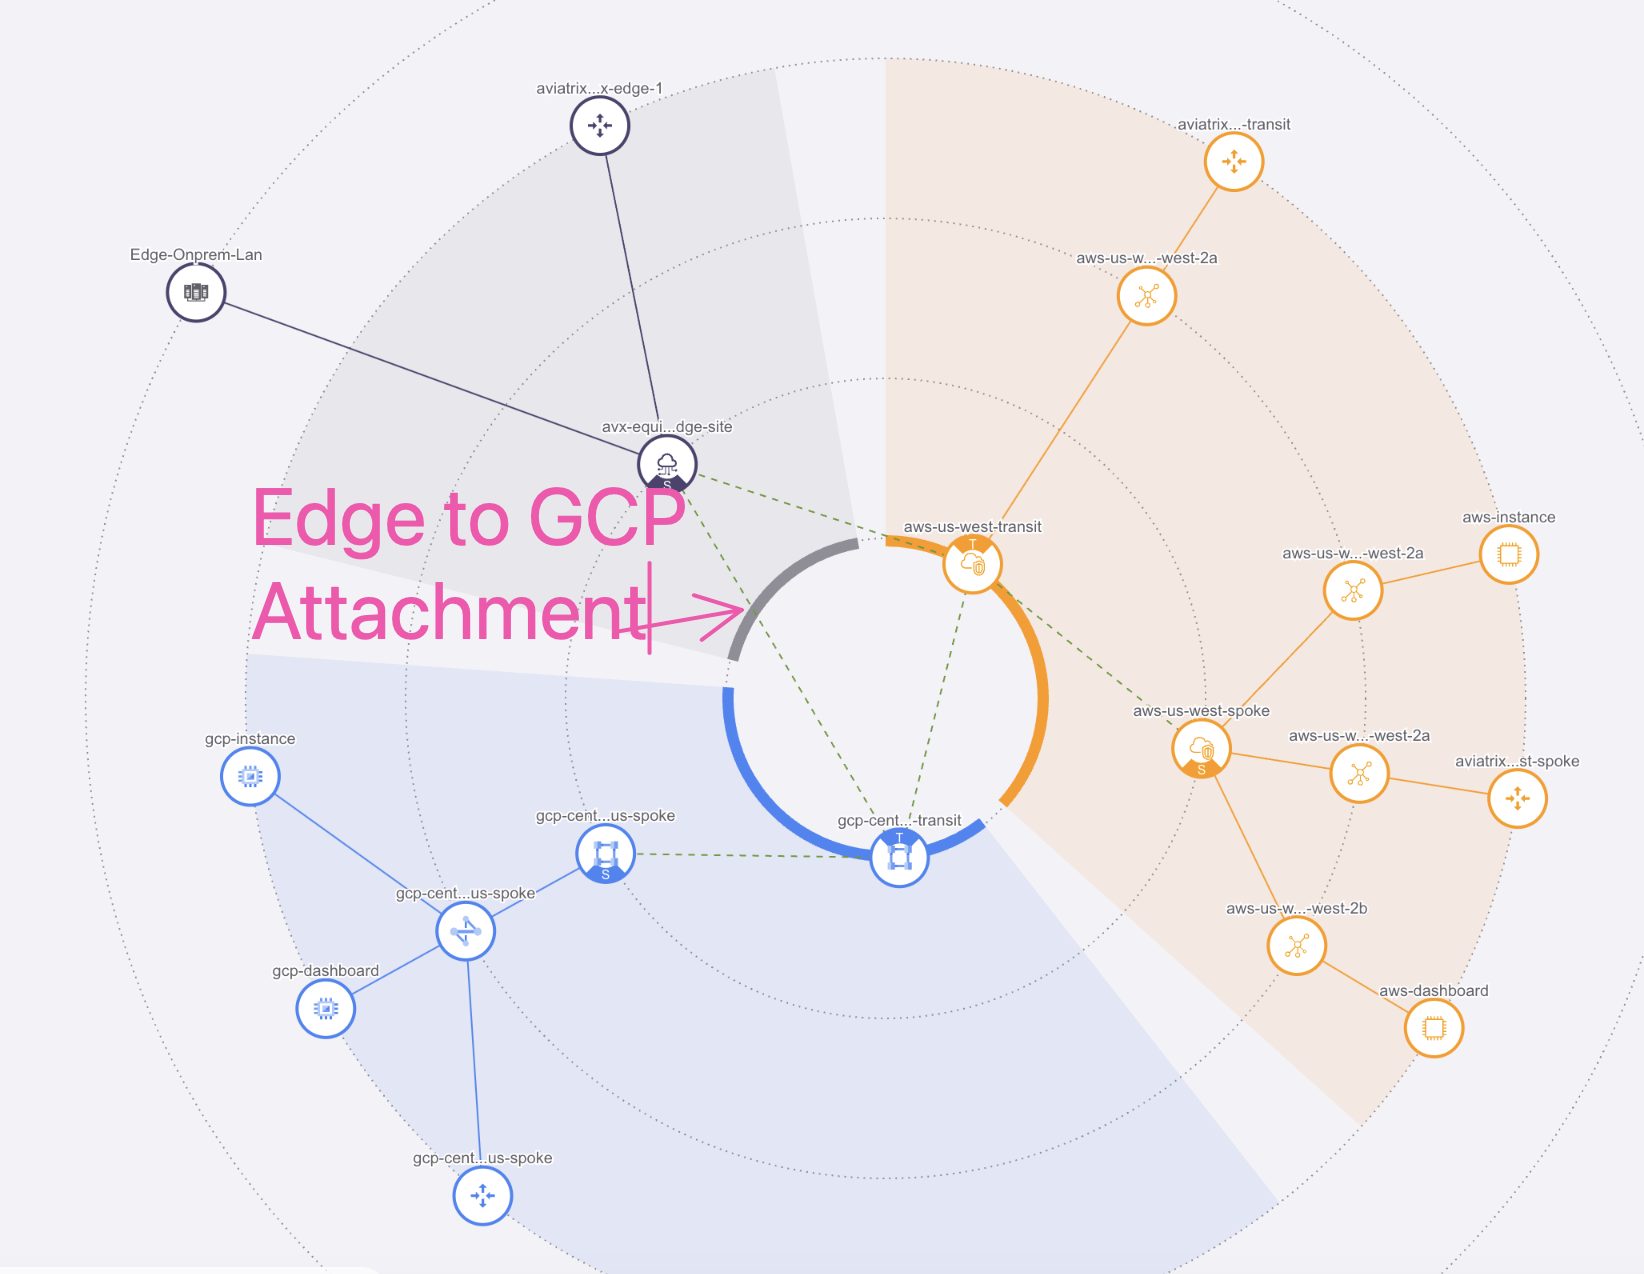 aviatrix...x-edge-1
aviatrix...-transit
Edge-Onprem-Lan
aws-us-w...-west-2a
avx-equi...dge-site
S
Edge to GCP
Attachment
aws-us-west-transit
T
aws-instance
aws-us-w...-west-2a
aws-us-west-spoke
S
aws-us-w...-west-2a
aviatrix...st-spoke
gcp-instance
gcp-cent...us-spoke
S
gcp-cent...-transit
T
gcp-cent...us-spoke
aws-us-w...-west-2b
gcp-dashboard
aws-dashboard
gcp-cent...us-spoke